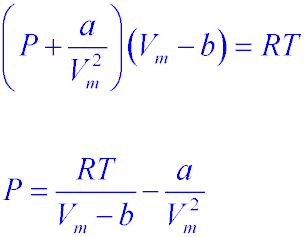 (P + a/V_m^2)(V_m − b) = RT
P = RT/(V_m − b) − a/V_m^2